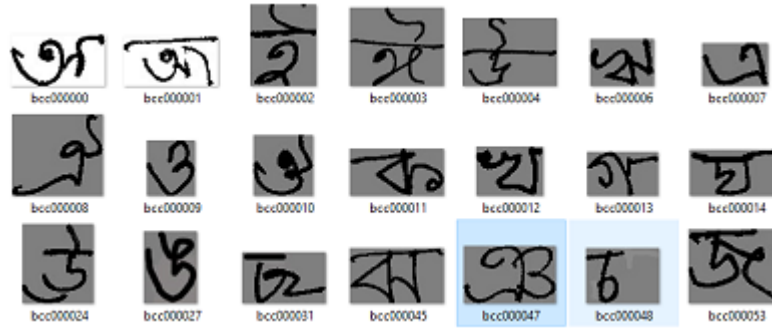 অ আ ই ঈ উ ঋ এ
bcc000000 bcc000001 bcc000002 bcc000003 bcc000004 bcc000006 bcc000007
ঐ ও ঔ ক খ গ ঘ
bcc000008 bcc000009 bcc000010 bcc000011 bcc000012 bcc000013 bcc000014
ঙ ঝ ঞ চ জ
bcc000024 bcc000027 bcc000031 bcc000045 bcc000047 bcc000048 bcc000053